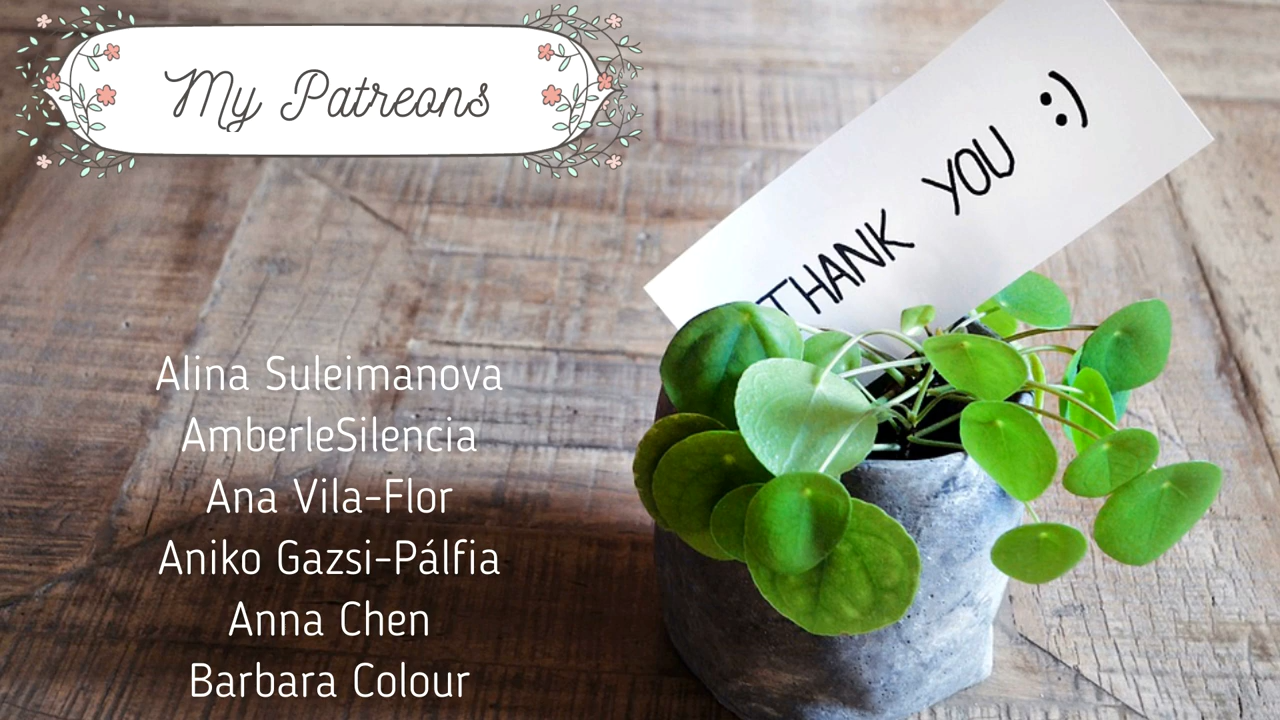 My Patreons
THANK YOU :)
Alina Suleimanova
AmberleSilencia
Ana Vila-Flor
Aniko Gazsi-Pálfia
Anna Chen
Barbara Colour